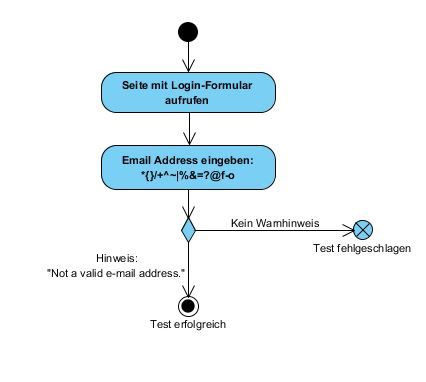 Seite mit Login-Formular
aufrufen
Email Address eingeben:
*{}/+^~|%&=?@f-o
Kein Warnhinweis
Test fehlgeschlagen
Hinweis:
"Not a valid e-mail address."
Test erfolgreich